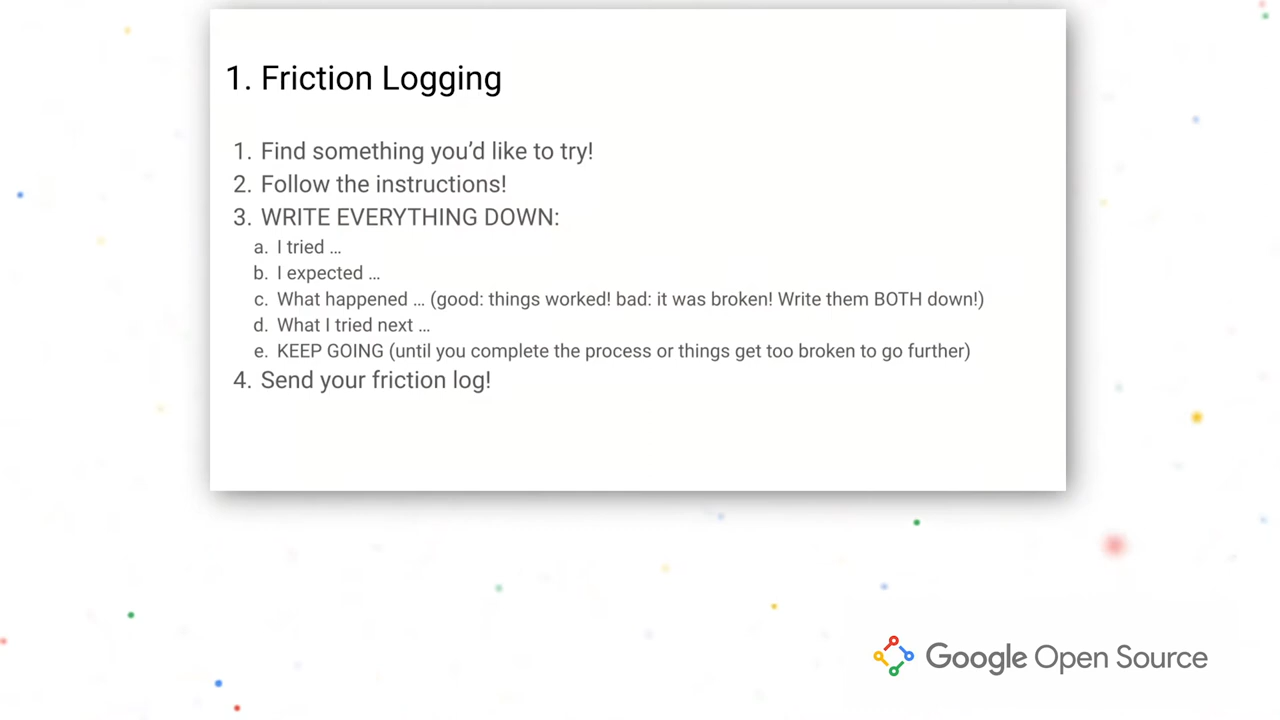 1. Friction Logging
1. Find something you’d like to try!
2. Follow the instructions!
3. WRITE EVERYTHING DOWN:
a. I tried …
b. I expected …
c. What happened … (good: things worked! bad: it was broken! Write them BOTH down!)
d. What I tried next …
e. KEEP GOING (until you complete the process or things get too broken to go further)
4. Send your friction log!
Google Open Source